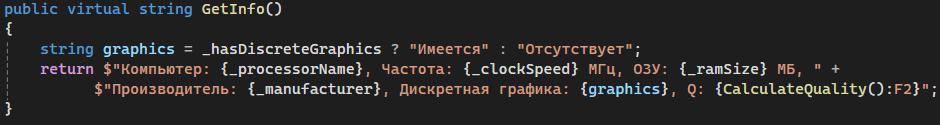 public virtual string GetInfo()
{
    string graphics = _hasDiscreteGraphics ? "Имеется" : "Отсутствует";
    return $"Компьютер: {_processorName}, Частота: {_clockSpeed} МГц, ОЗУ: {_ramSize} МБ, " +
           $"Производитель: {_manufacturer}, Дискретная графика: {graphics}, Q: {CalculateQuality():F2}";
}